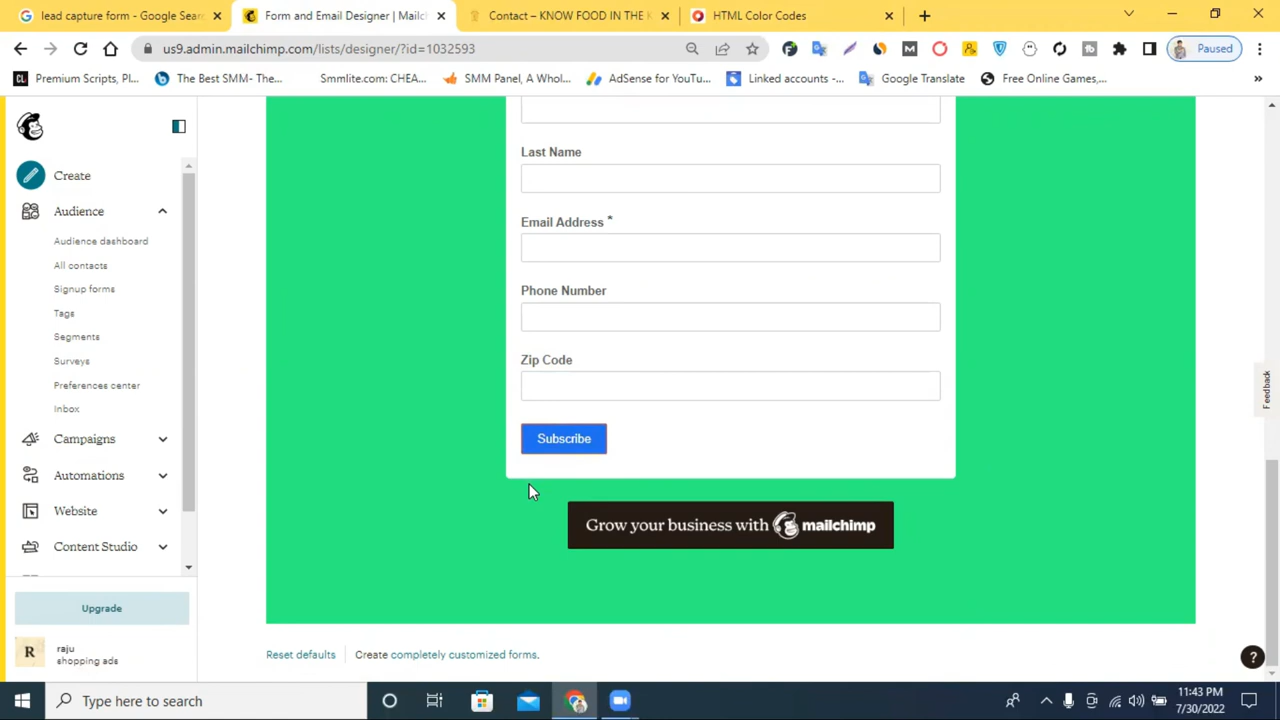 lead capture form - Google Sear
Form and Email Designer | Mailch
Contact – KNOW FOOD IN THE K
HTML Color Codes
us9.admin.mailchimp.com/lists/designer/?id=1032593
Paused
CL
Premium Scripts, Pl...
The Best SMM- The...
Smmlite.com: CHEA...
SMM Panel, A Whol...
AdSense for YouTu...
Linked accounts -...
Google Translate
Free Online Games,...
»
Create
Audience
Audience dashboard
All contacts
Signup forms
Tags
Segments
Surveys
Preferences center
Inbox
Campaigns
Automations
Website
Content Studio
Upgrade
R
raju
shopping ads
Last Name
Email Address *
Phone Number
Zip Code
Subscribe
Grow your business with mailchimp
Reset defaults
Create completely customized forms.
Feedback
?
Type here to search
11:43 PM
7/30/2022